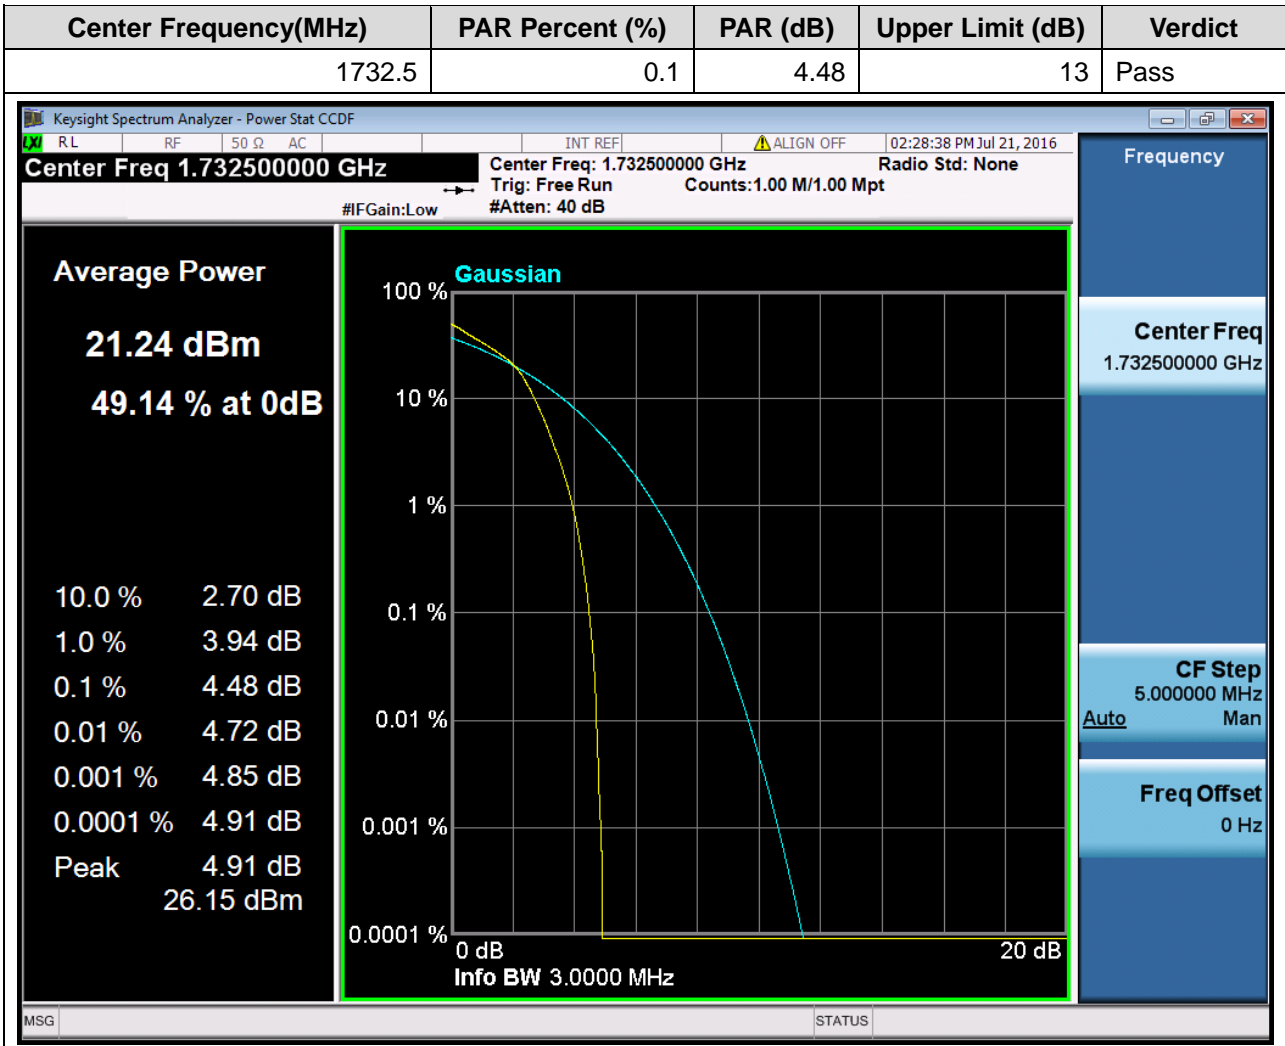 Center Frequency(MHz) PAR Percent (%) PAR (dB) Upper Limit (dB) Verdict
1732.5 0.1 4.48 13 Pass
Keysight Spectrum Analyzer - Power Stat CCDF
LXI RL RF 50 Ω AC INT REF ALIGN OFF 02:28:38 PM Jul 21, 2016
Center Freq 1.732500000 GHz
#IFGain:Low
Center Freq: 1.732500000 GHz Radio Std: None
Trig: Free Run Counts:1.00 M/1.00 Mpt
#Atten: 40 dB
Frequency
Center Freq
1.732500000 GHz
CF Step
5.000000 MHz
Auto Man
Freq Offset
0 Hz
Average Power
21.24 dBm
49.14 % at 0dB
10.0 % 2.70 dB
1.0 % 3.94 dB
0.1 % 4.48 dB
0.01 % 4.72 dB
0.001 % 4.85 dB
0.0001 % 4.91 dB
Peak 4.91 dB
26.15 dBm
Gaussian
100 %
10 %
1 %
0.1 %
0.01 %
0.001 %
0.0001 %
0 dB 20 dB
Info BW 3.0000 MHz
MSG STATUS